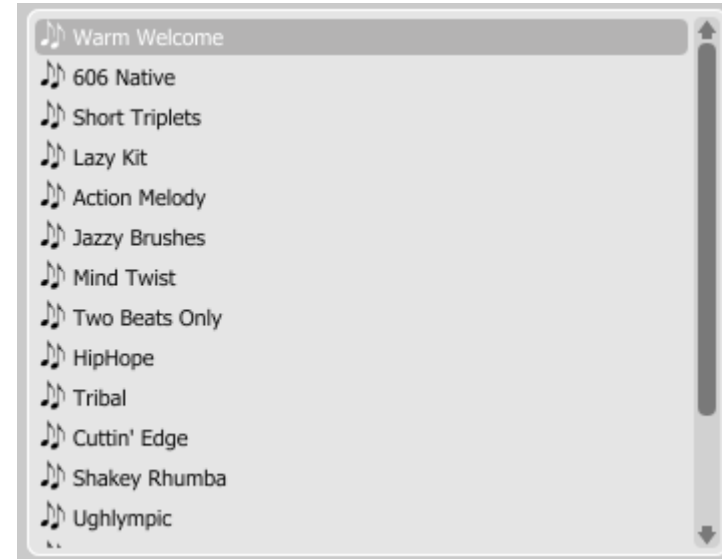 Warm Welcome
606 Native
Short Triplets
Lazy Kit
Action Melody
Jazzy Brushes
Mind Twist
Two Beats Only
HipHope
Tribal
Cuttin' Edge
Shakey Rhumba
Ughlympic